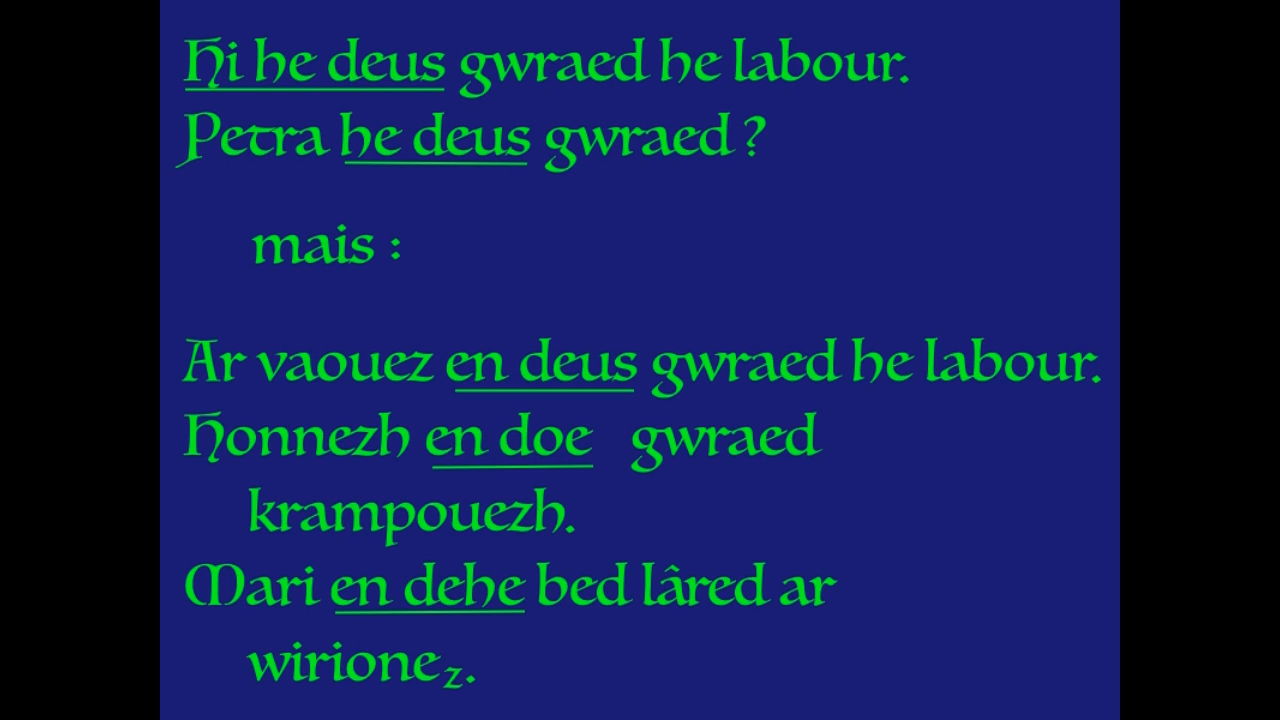 Hi he deus gwraed he labour.
Petra he deus gwraed ?
mais :
Ar vaouez en deus gwraed he labour.
Honnezh en doe gwraed
krampouezh.
Mari en dehe bed lâred ar
wirionez.